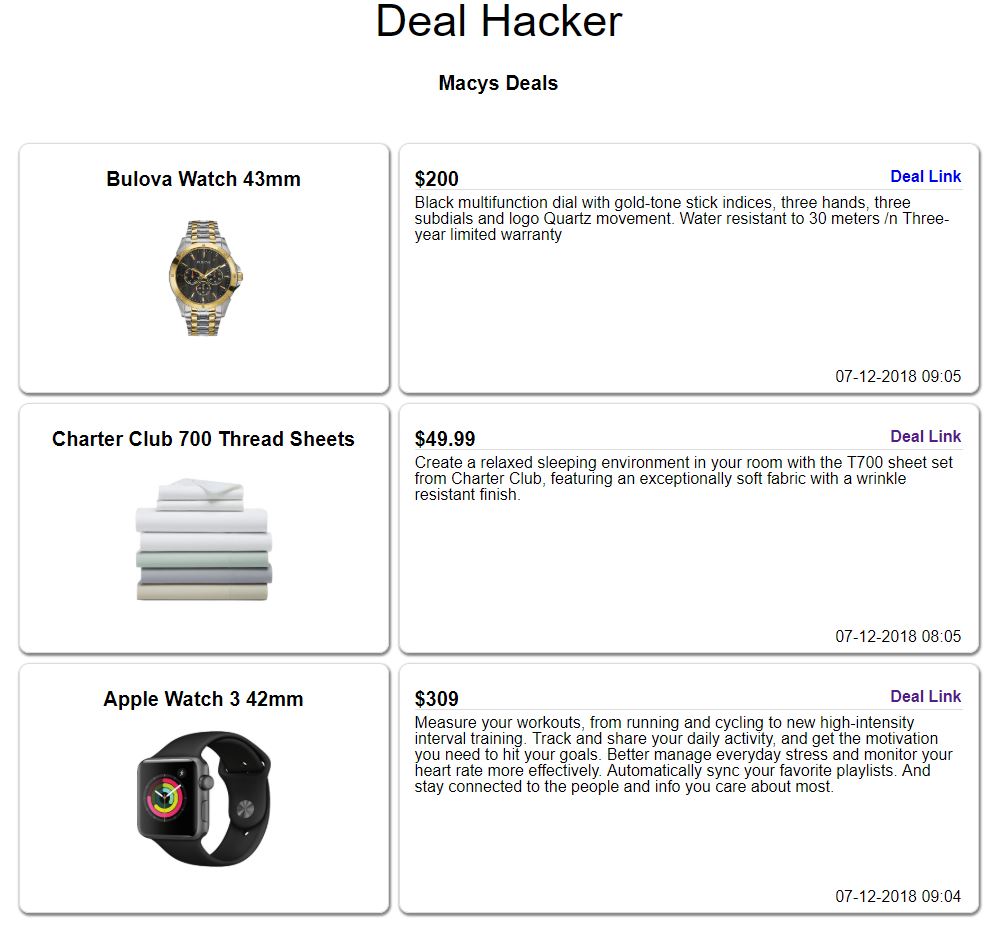 Deal Hacker
Macys Deals
Bulova Watch 43mm
$200
Deal Link
Black multifunction dial with gold-tone stick indices, three hands, three
subdials and logo Quartz movement. Water resistant to 30 meters /n Three-
year limited warranty
07-12-2018 09:05
Charter Club 700 Thread Sheets
$49.99
Deal Link
Create a relaxed sleeping environment in your room with the T700 sheet set
from Charter Club, featuring an exceptionally soft fabric with a wrinkle
resistant finish.
07-12-2018 08:05
Apple Watch 3 42mm
$309
Deal Link
Measure your workouts, from running and cycling to new high-intensity
interval training. Track and share your daily activity, and get the motivation
you need to hit your goals. Better manage everyday stress and monitor your
heart rate more effectively. Automatically sync your favorite playlists. And
stay connected to the people and info you care about most.
07-12-2018 09:04